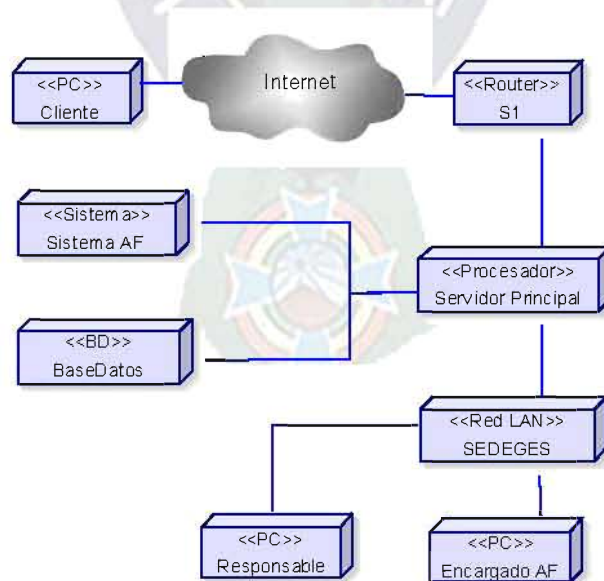 <<PC>>
Cliente
Internet
<<Router>>
S1
<<Sistema>>
Sistema AF
<<Procesador>>
Servidor Principal
<<BD>>
BaseDatos
<<Red LAN>>
SEDEGES
<<PC>>
Responsable
<<PC>>
Encargado AF